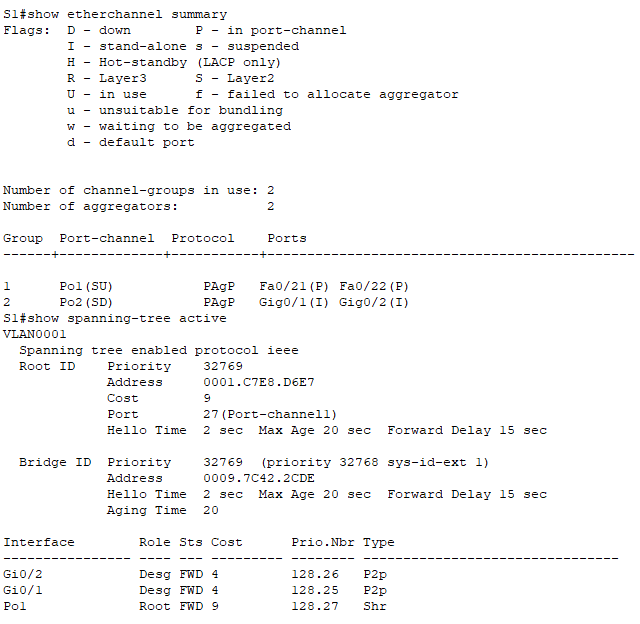 S1#show etherchannel summary
Flags:  D - down        P - in port-channel
        I - stand-alone s - suspended
        H - Hot-standby (LACP only)
        R - Layer3      S - Layer2
        U - in use      f - failed to allocate aggregator
        u - unsuitable for bundling
        w - waiting to be aggregated
        d - default port
Number of channel-groups in use: 2
Number of aggregators:           2
Group  Port-channel  Protocol    Ports
------+-------------+-----------+----------------------------------------------
1      Po1(SU)           PAgP   Fa0/21(P) Fa0/22(P)
2      Po2(SD)           PAgP   Gig0/1(I) Gig0/2(I)
S1#show spanning-tree active
VLAN0001
  Spanning tree enabled protocol ieee
  Root ID    Priority    32769
             Address     0001.C7E8.D6E7
             Cost        9
             Port        27(Port-channel1)
             Hello Time  2 sec  Max Age 20 sec  Forward Delay 15 sec
  Bridge ID  Priority    32769  (priority 32768 sys-id-ext 1)
             Address     0009.7C42.2CDE
             Hello Time  2 sec  Max Age 20 sec  Forward Delay 15 sec
             Aging Time  20
Interface        Role Sts Cost      Prio.Nbr Type
---------------- ---- --- --------- -------- --------------------------------
Gi0/2            Desg FWD 4         128.26   P2p
Gi0/1            Desg FWD 4         128.25   P2p
Po1              Root FWD 9         128.27   Shr